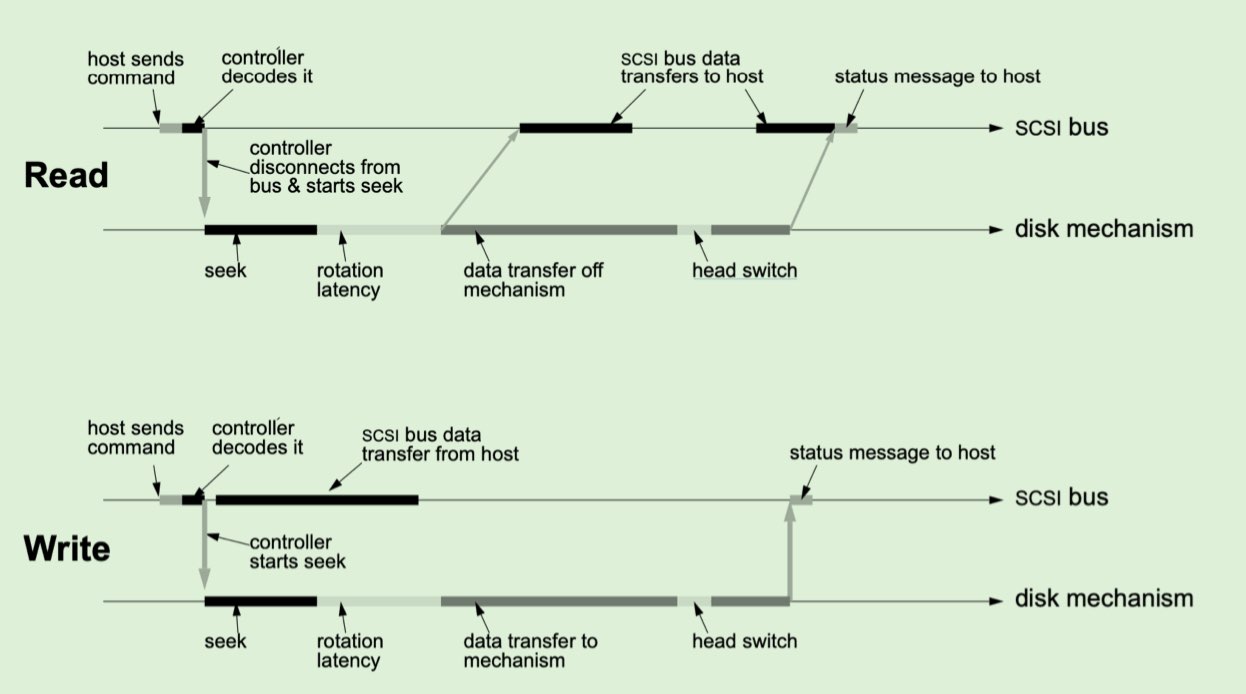 host sends
command
controller
decodes it
SCSI bus data
transfers to host
status message to host
SCSI bus
Read
controller
disconnects from
bus & starts seek
disk mechanism
seek
rotation
latency
data transfer off
mechanism
head switch
host sends
command
controller
decodes it
SCSI bus data
transfer from host
status message to host
SCSI bus
Write
controller
starts seek
disk mechanism
seek
rotation
latency
data transfer to
mechanism
head switch